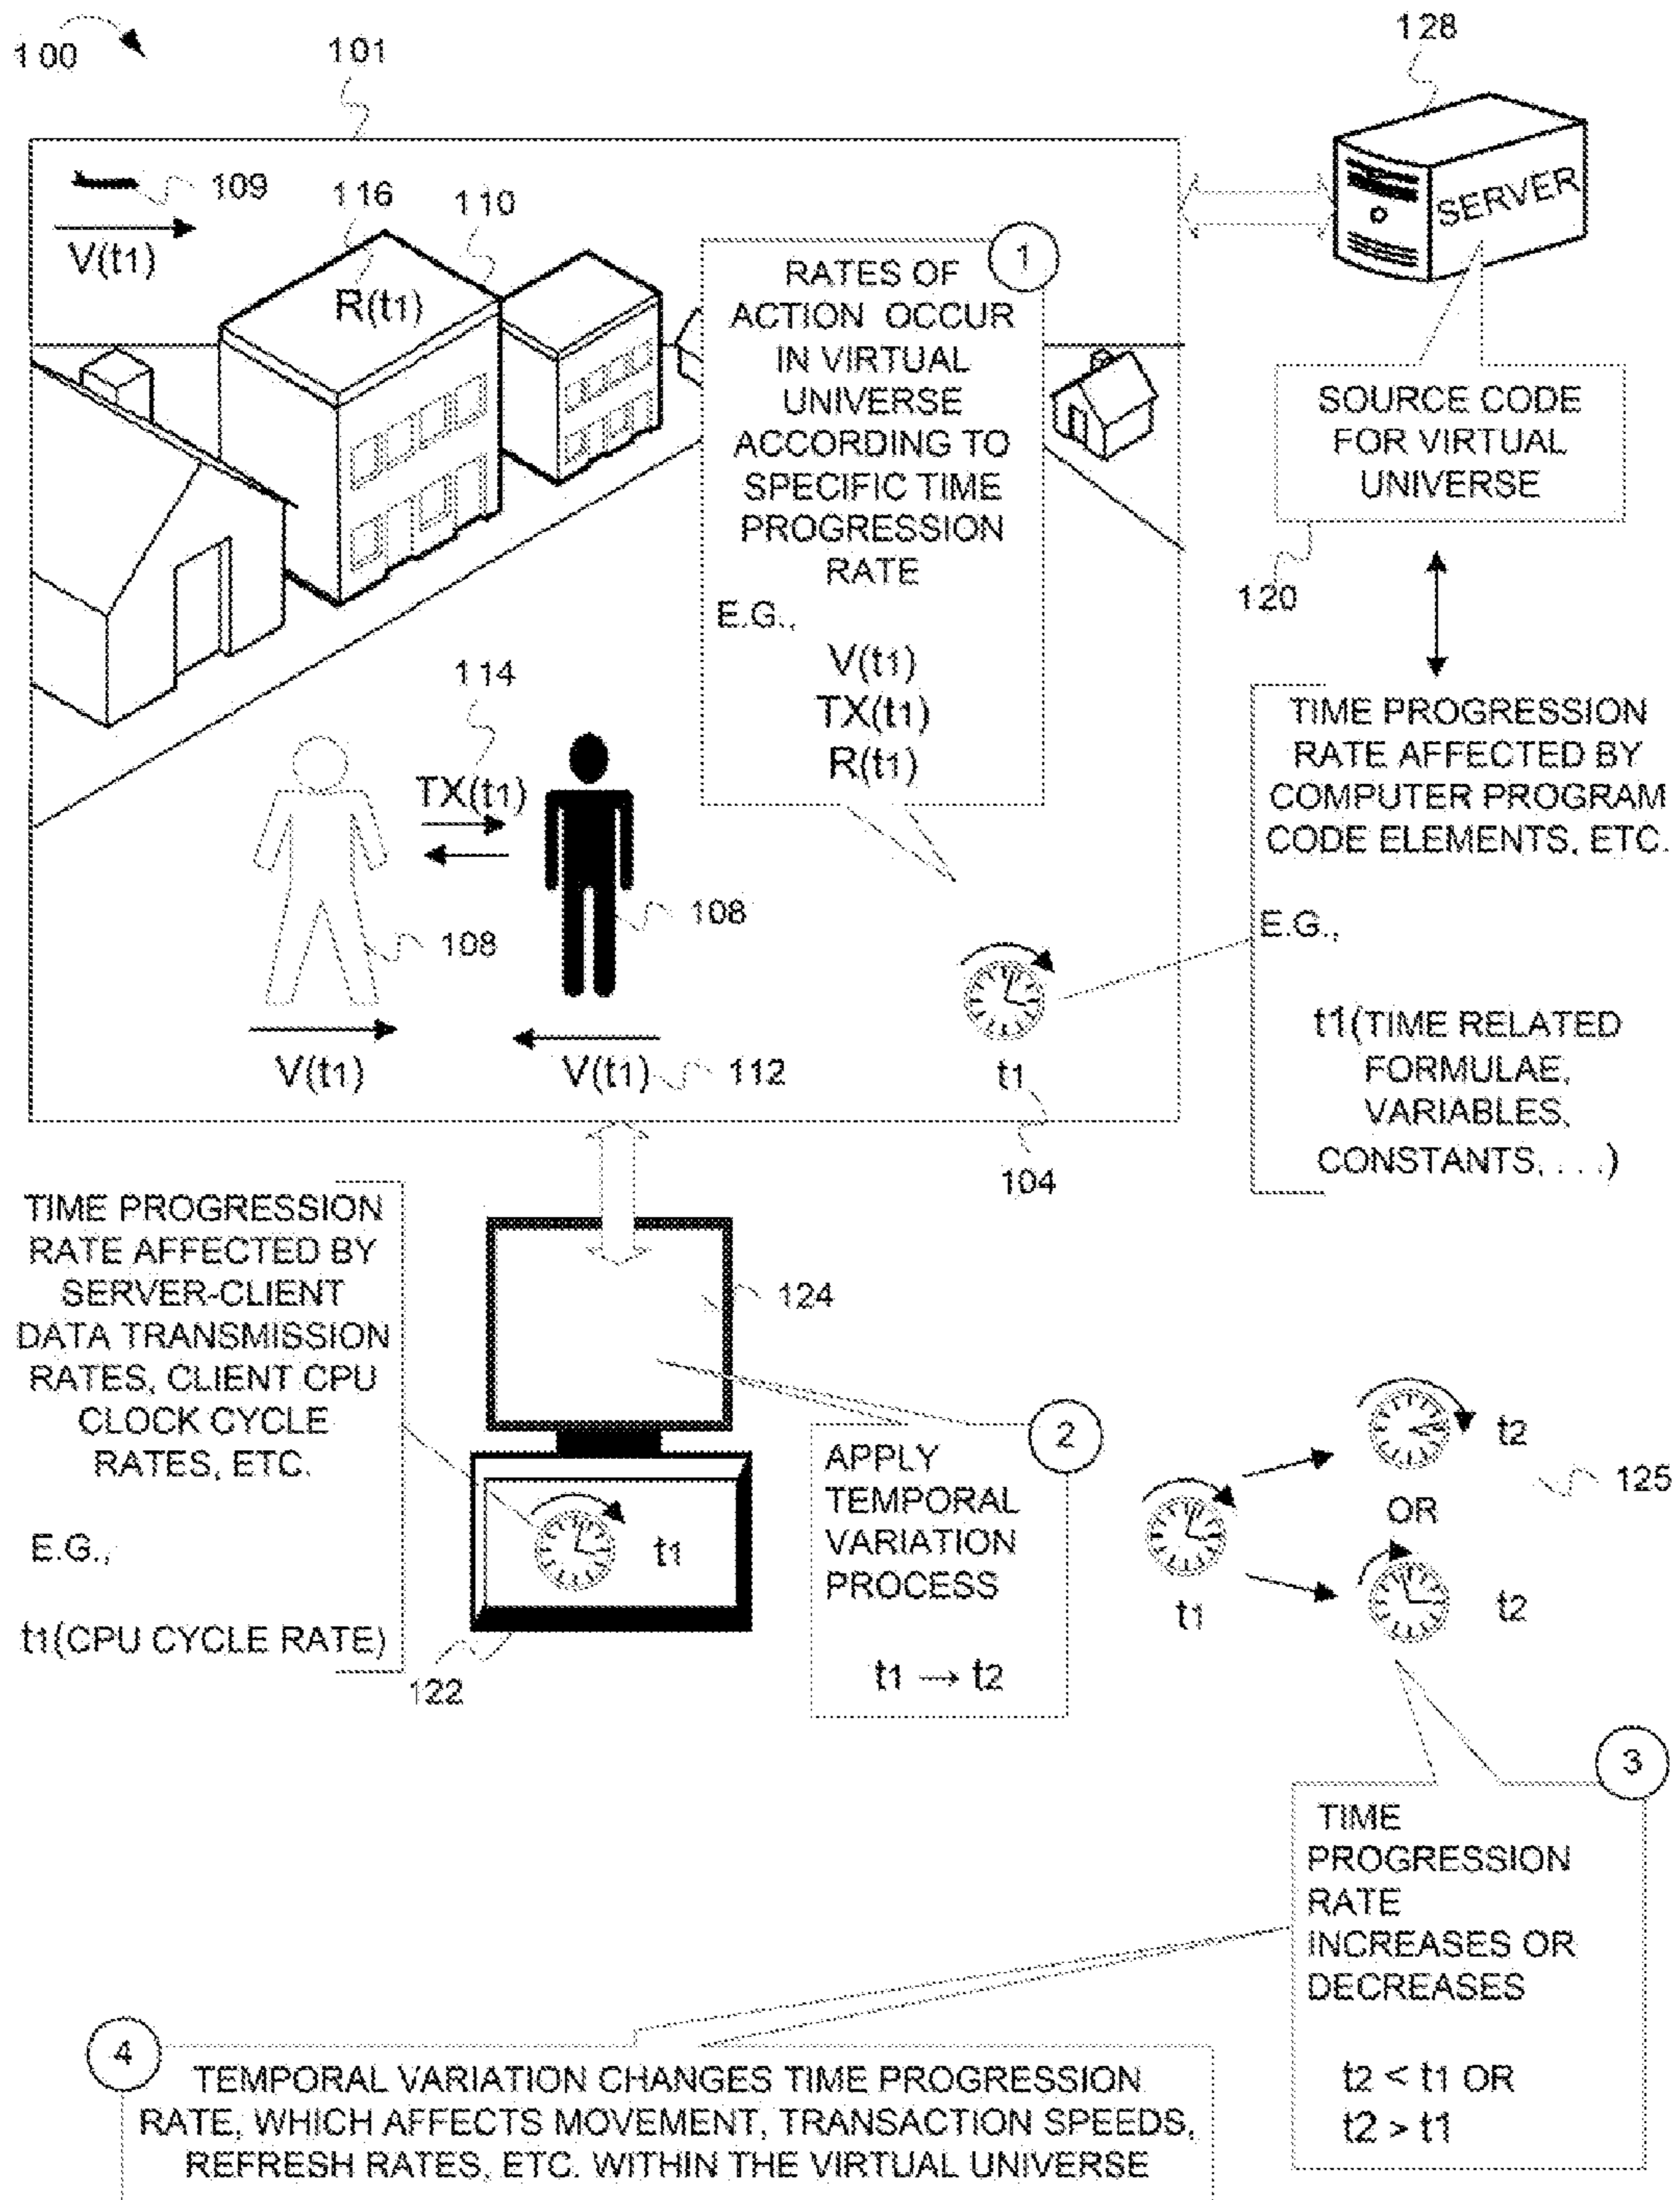 100
101
128
109
116
110
V(t1)
R(t1)
SERVER
1
RATES OF
ACTION OCCUR
IN VIRTUAL
UNIVERSE
ACCORDING TO
SPECIFIC TIME
PROGRESSION
RATE
E.G.,
V(t1)
TX(t1)
R(t1)
SOURCE CODE
FOR VIRTUAL
UNIVERSE
120
114
TX(t1)
108
108
V(t1)
V(t1)
112
t1
104
TIME PROGRESSION
RATE AFFECTED BY
COMPUTER PROGRAM
CODE ELEMENTS, ETC.
E.G.,
t1(TIME RELATED
FORMULAE,
VARIABLES,
CONSTANTS, . . .)
TIME PROGRESSION
RATE AFFECTED BY
SERVER-CLIENT
DATA TRANSMISSION
RATES, CLIENT CPU
CLOCK CYCLE
RATES, ETC.
E.G.,
t1(CPU CYCLE RATE)
124
t1
122
2
APPLY
TEMPORAL
VARIATION
PROCESS
t1 → t2
t1
t2
OR
t2
125
3
TIME
PROGRESSION
RATE
INCREASES OR
DECREASES
t2 < t1 OR
t2 > t1
4
TEMPORAL VARIATION CHANGES TIME PROGRESSION
RATE, WHICH AFFECTS MOVEMENT, TRANSACTION SPEEDS,
REFRESH RATES, ETC. WITHIN THE VIRTUAL UNIVERSE